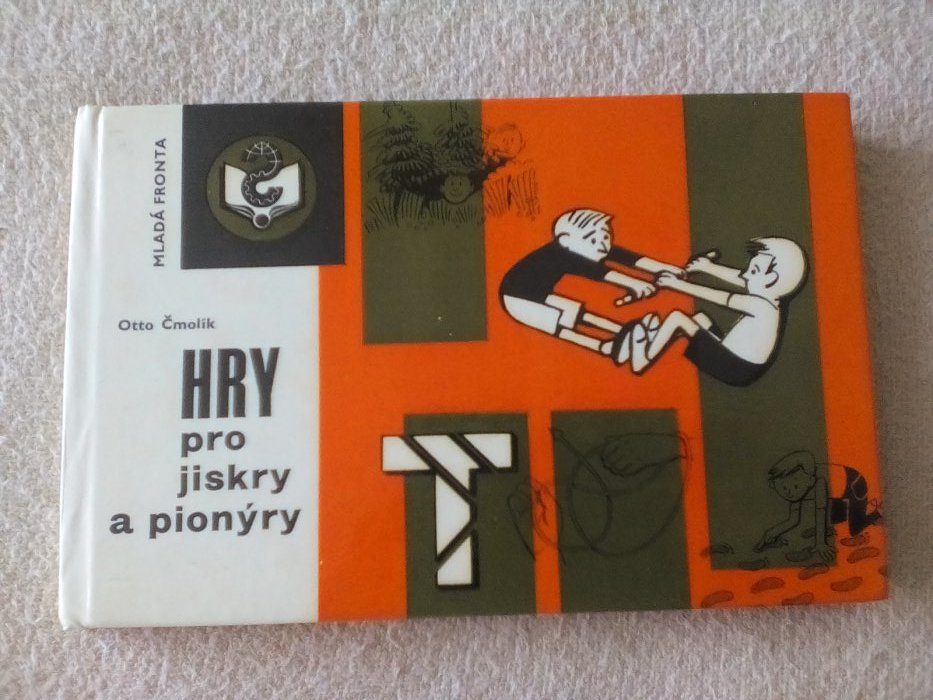 MLADÁ FRONTA
Otto Čmolík
HRY
pro
jiskry
a pionýry